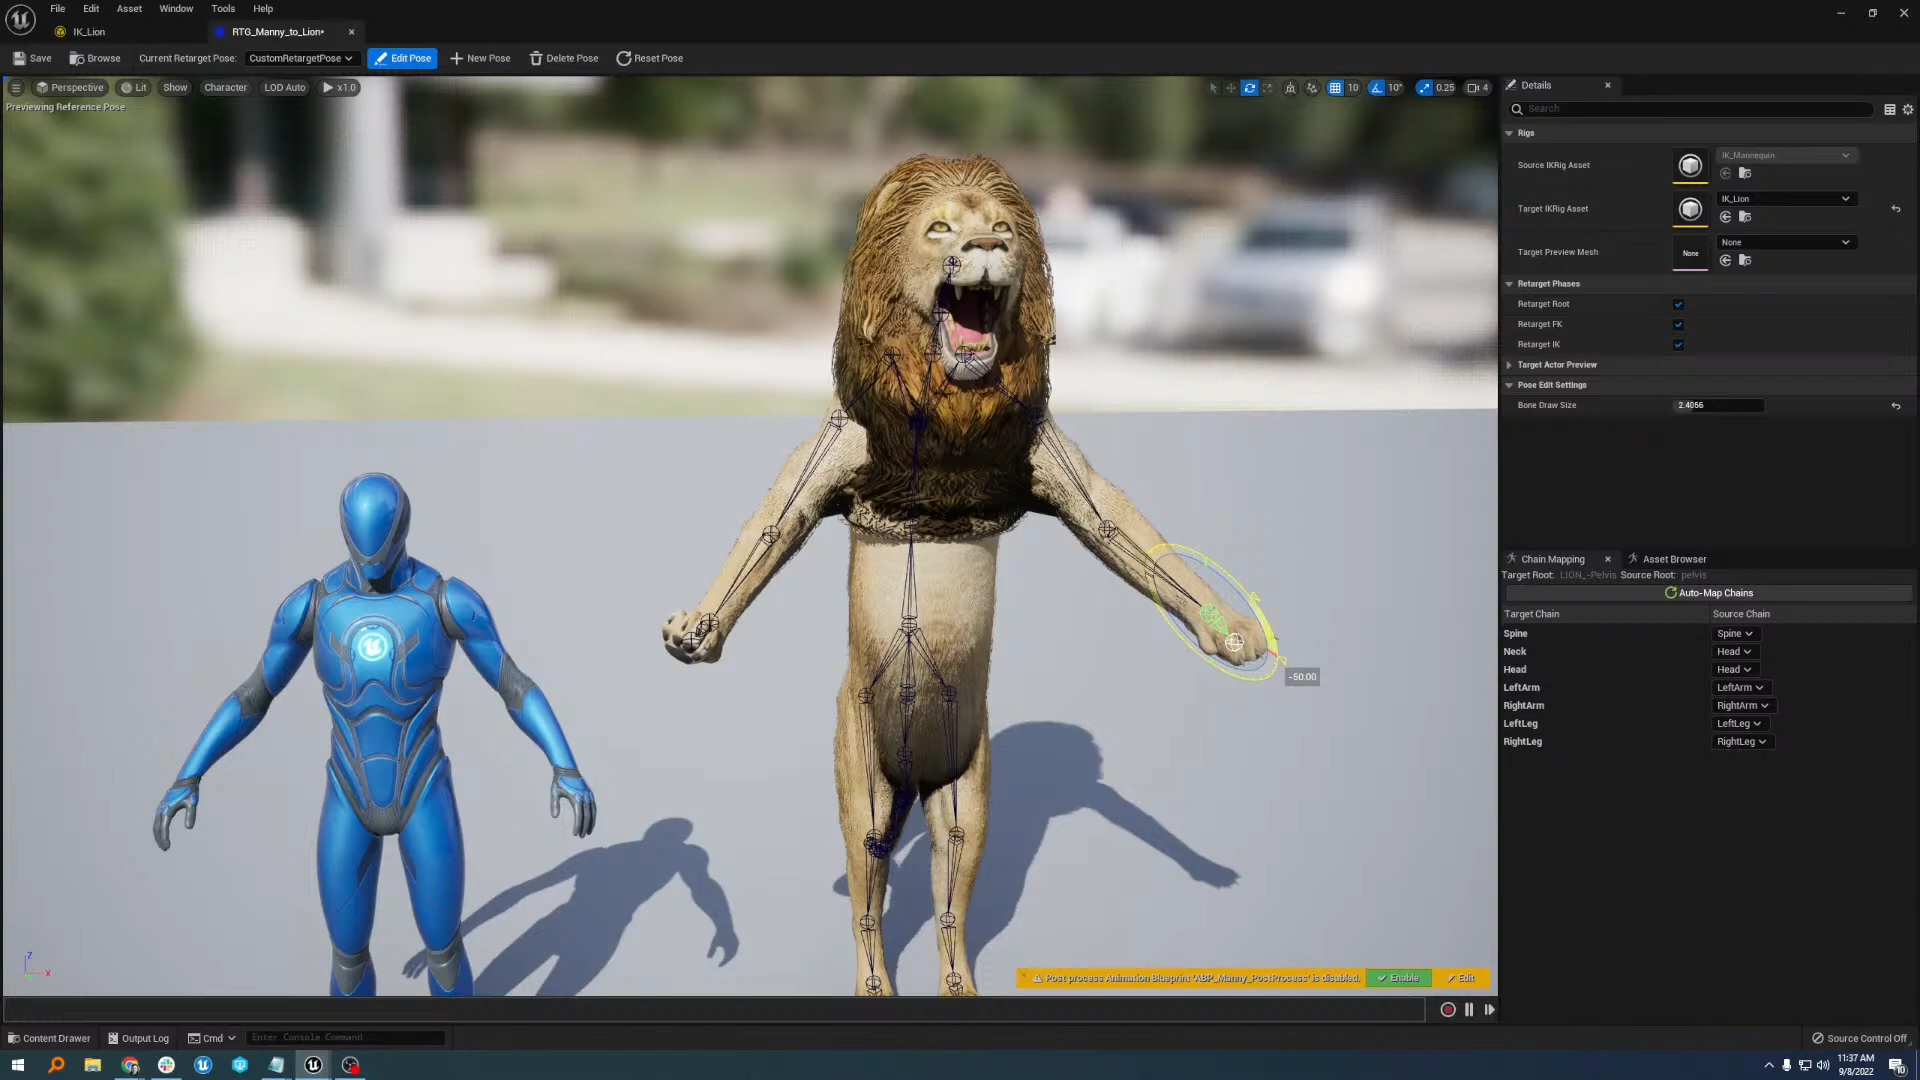 File Edit Asset Window Tools Help
IK_Lion RTG_Manny_to_Lion•
Save Browse Current Retarget Pose: CustomRetargetPose Edit Pose New Pose Delete Pose Reset Pose
Perspective Lit Show Character LOD Auto x1.0 10 10° 0.25 4
Previewing Reference Pose
Details
Search
Rigs
Source IKRig Asset IK_Mannequin
Target IKRig Asset IK_Lion
Target Preview Mesh None None
Retarget Phases
Retarget Root
Retarget FK
Retarget IK
Target Actor Preview
Pose Edit Settings
Bone Draw Size 2.4056
-50.00
Chain Mapping Asset Browser
Target Root: LION_-Pelvis Source Root: pelvis
Auto-Map Chains
Target Chain Source Chain
Spine Spine
Neck Head
Head Head
LeftArm LeftArm
RightArm RightArm
LeftLeg LeftLeg
RightLeg RightLeg
Z
X
Post process Animation Blueprint 'ABP_Manny_PostProcess' is disabled. Enable Edit
Content Drawer Output Log Cmd Enter Console Command Source Control Off
11:37 AM
9/8/2022
10